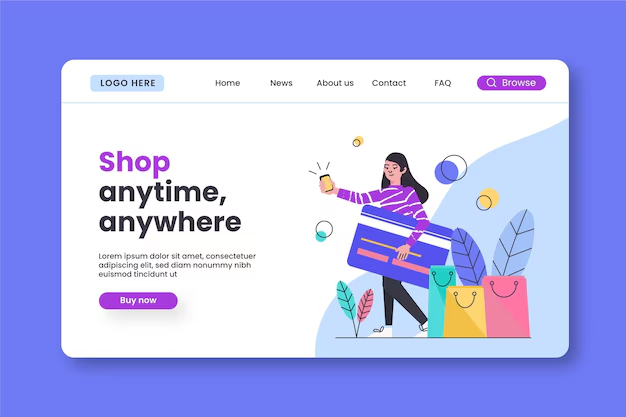 LOGO HERE
Home
News
About us
Contact
FAQ
Browse
Shop
anytime,
anywhere
Lorem ipsum dolor sit amet, consectetuer
adipiscing elit, sed diam nonummy nibh
euismod tincidunt ut
Buy now